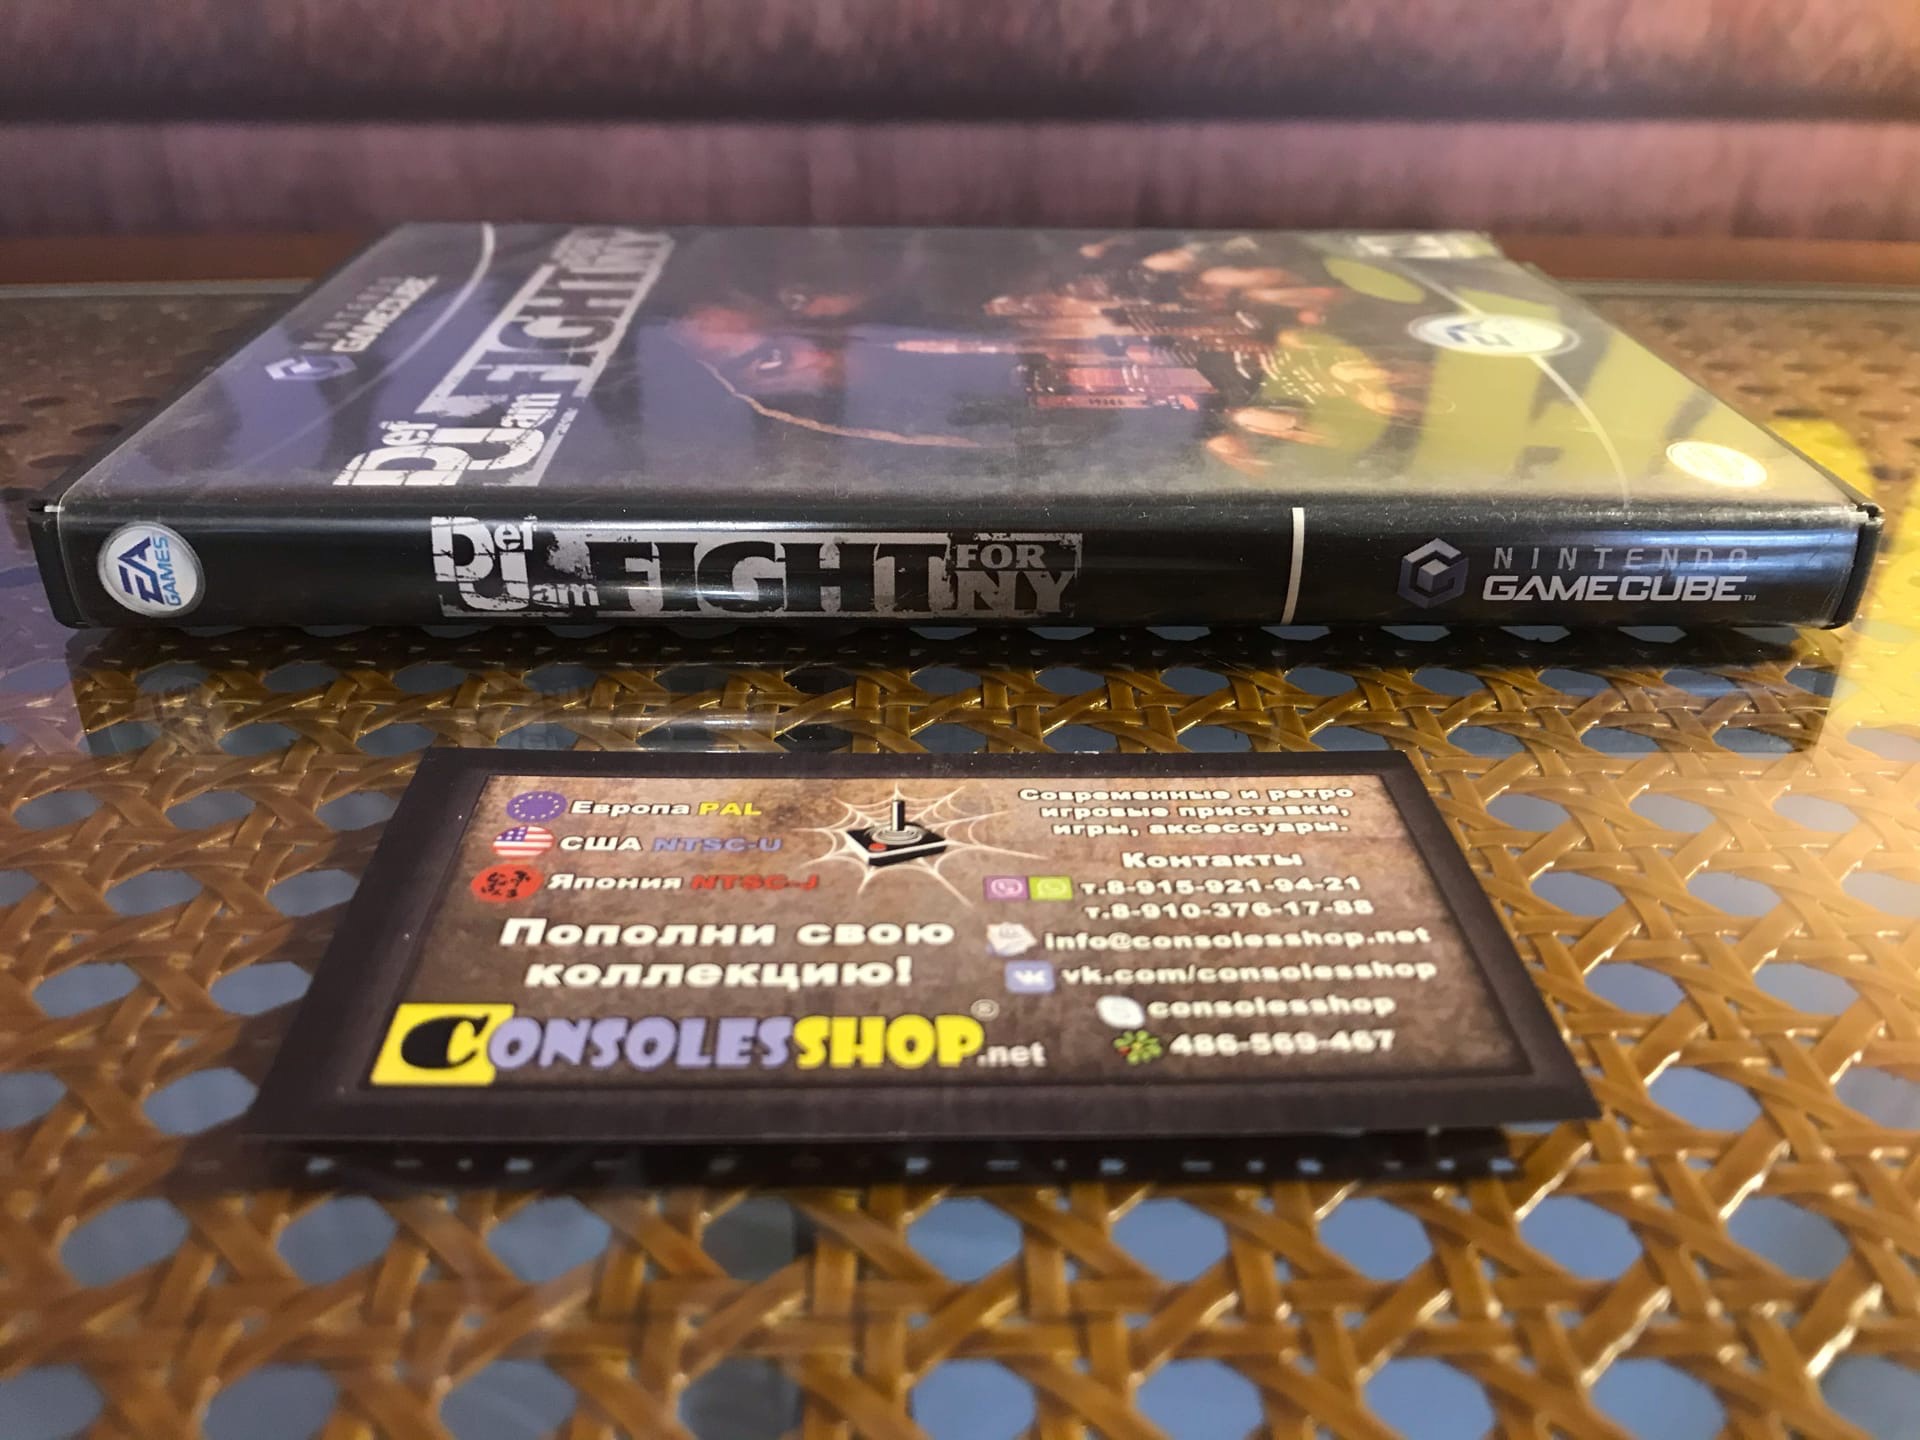 NINTENDO
GAMECUBE
Def Jam
FIGHT
FOR NY
EA
EA GAMES
Def Jam FIGHT FOR NY
NINTENDO
GAMECUBE™
Европа PAL
США NTSC-U
Япония NTSC-J
Пополни свою
коллекцию!
CONSOLESSHOP®.net
Современные и ретро
игровые приставки,
игры, аксессуары.
Контакты
т.8-915-921-94-21
т.8-910-376-17-88
info@consolesshop.net
vk.com/consolesshop
consolesshop
486-569-467